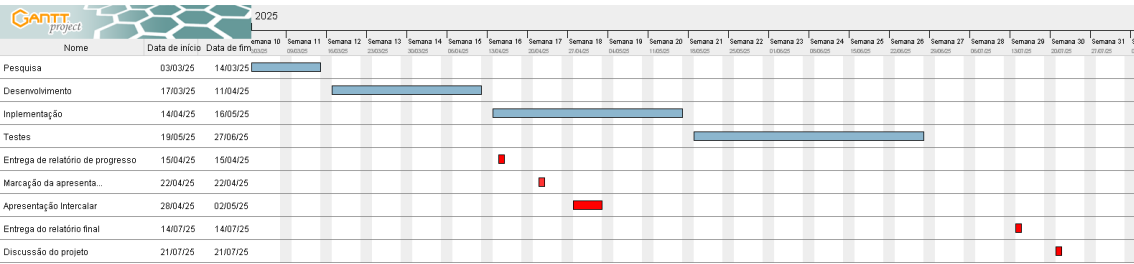 GANTT
project
2025
Semana 10 Semana 11 Semana 12 Semana 13 Semana 14 Semana 15 Semana 16 Semana 17 Semana 18 Semana 19 Semana 20 Semana 21 Semana 22 Semana 23 Semana 24 Semana 25 Semana 26 Semana 27 Semana 28 Semana 29 Semana 30 Semana 31
Nome Data de início Data de fim
Pesquisa 03/03/25 14/03/25
Desenvolvimento 17/03/25 11/04/25
Inplementação 14/04/25 16/05/25
Testes 19/05/25 27/06/25
Entrega de relatório de progresso 15/04/25 15/04/25
Marcação da apresenta... 22/04/25 22/04/25
Apresentação Intercalar 28/04/25 02/05/25
Entrega do relatório final 14/07/25 14/07/25
Discussão do projeto 21/07/25 21/07/25